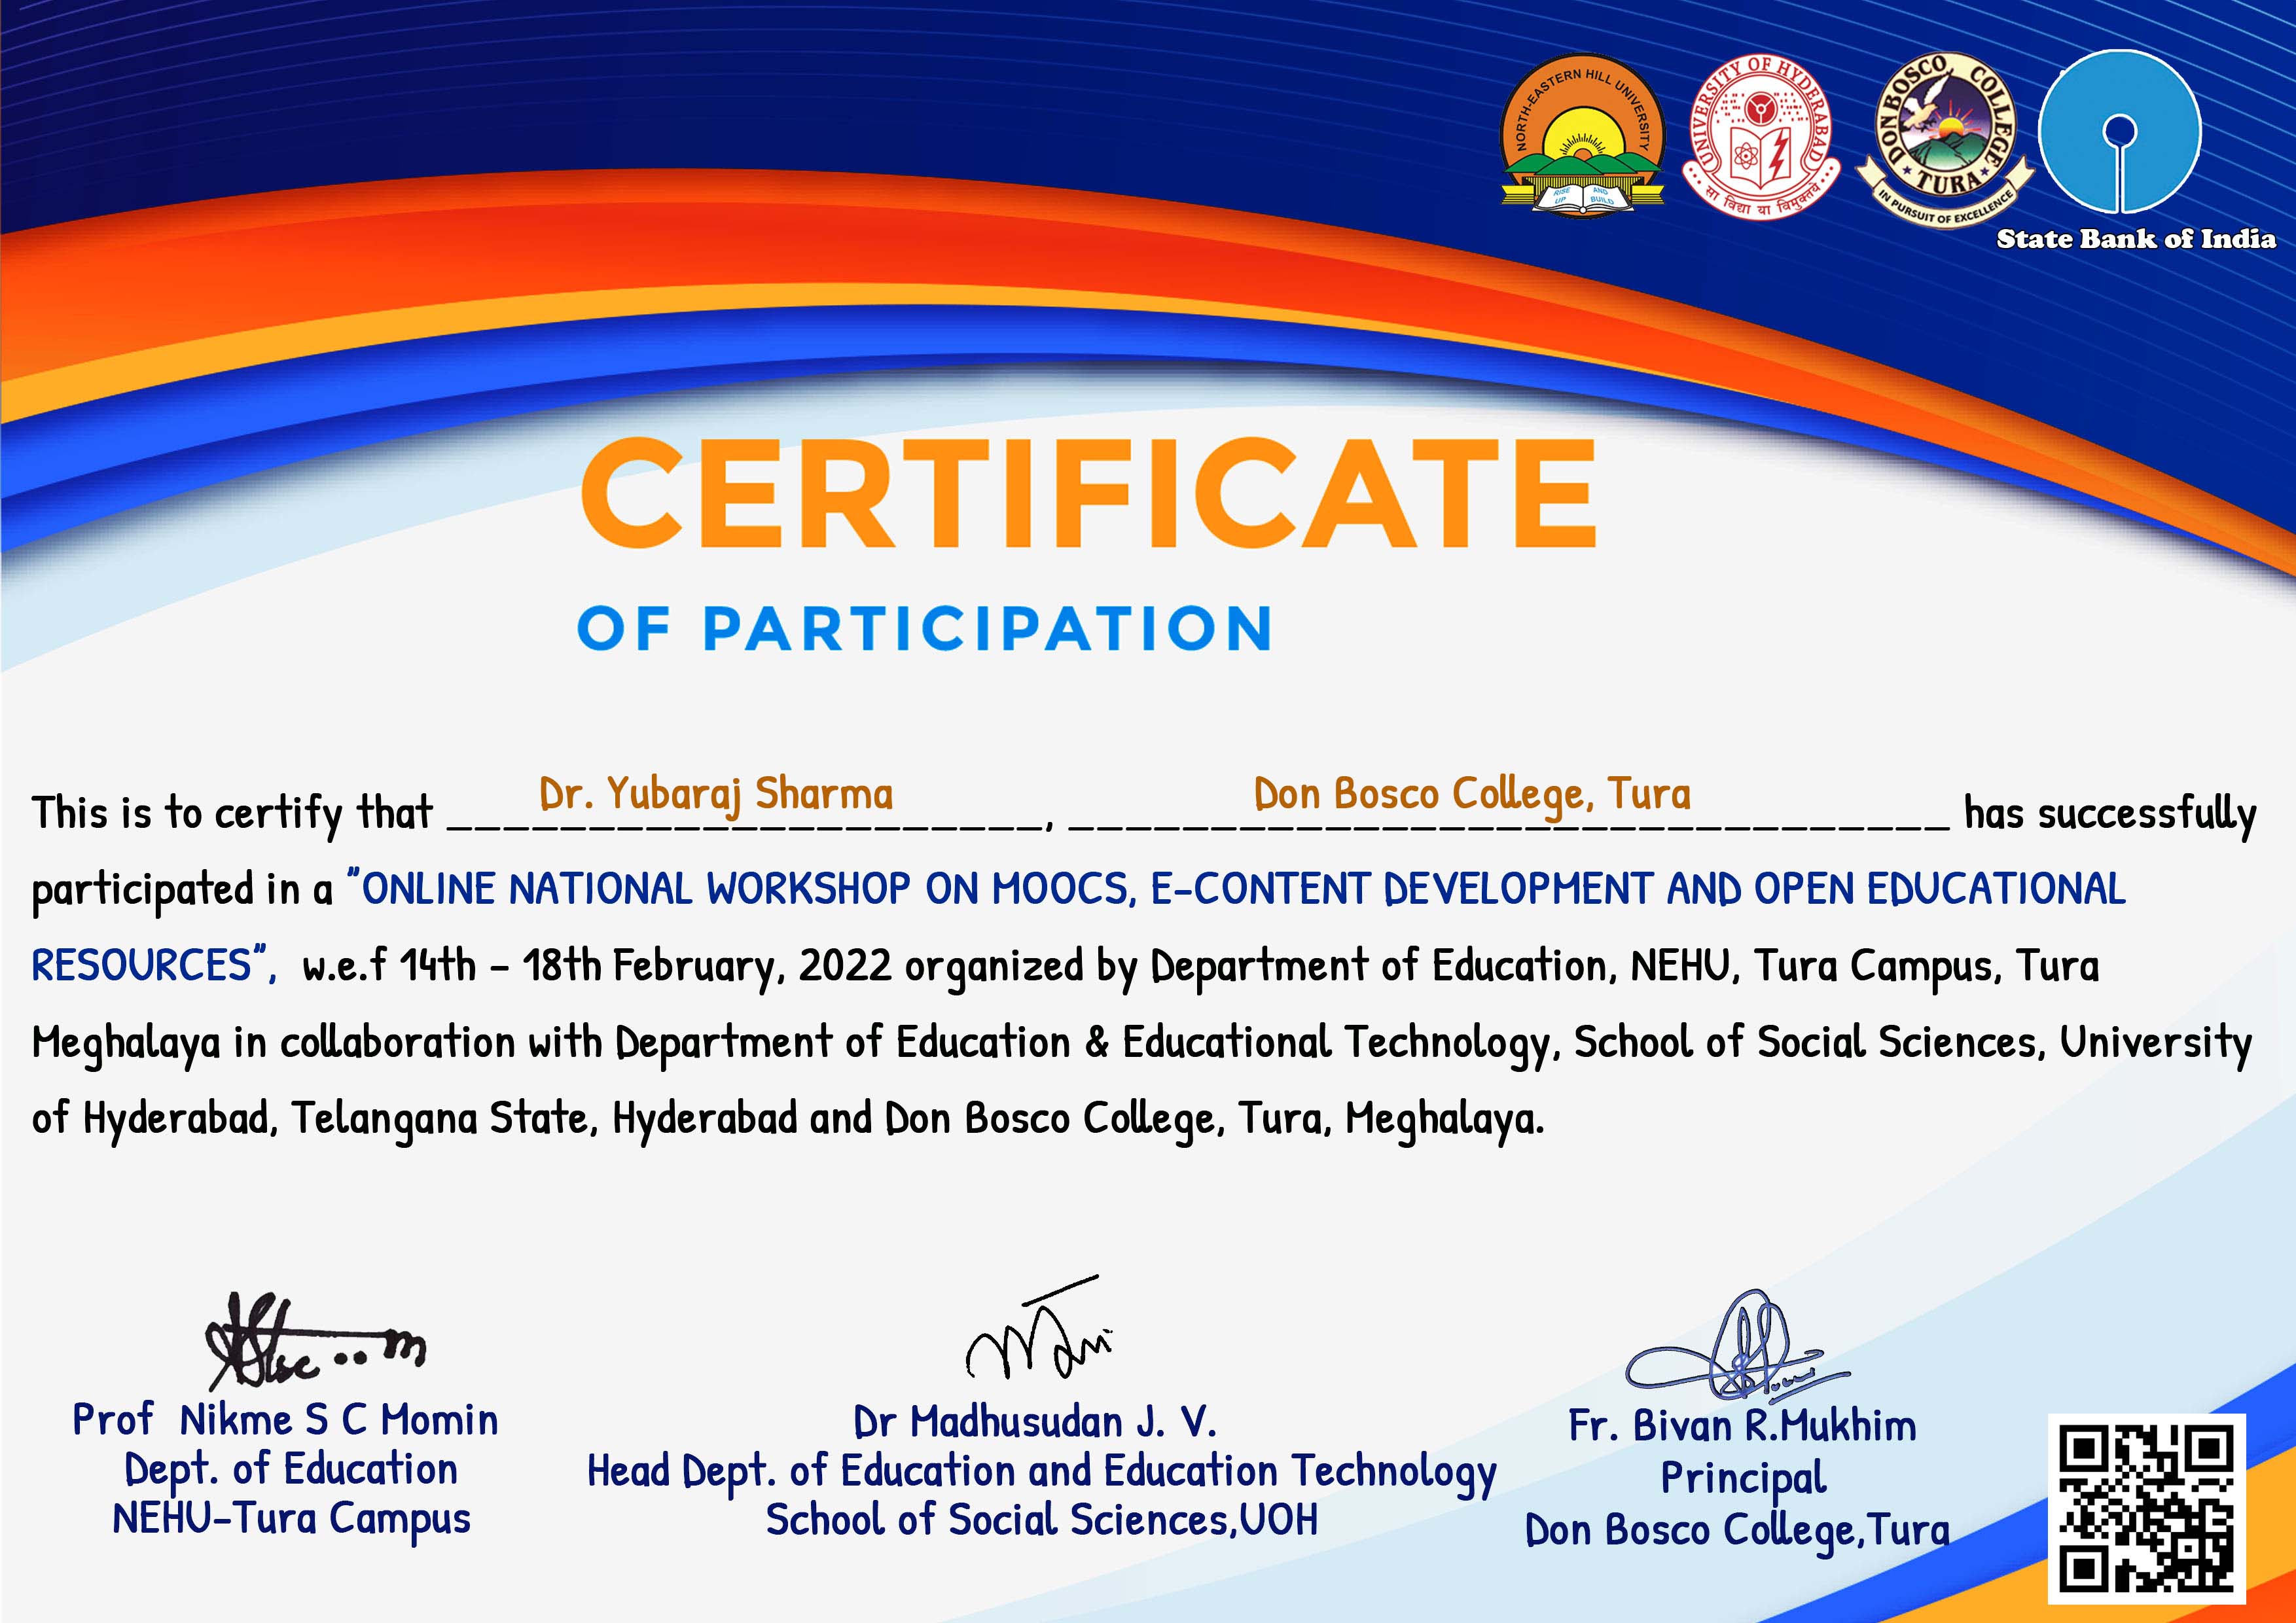 NORTH-EASTERN HILL UNIVERSITY
RISE UP AND BUILD
UNIVERSITY OF HYDERABAD
सा विद्या या विमुक्तये
DON BOSCO COLLEGE
TURA
IN PURSUIT OF EXCELLENCE
State Bank of India
CERTIFICATE
OF PARTICIPATION
This is to certify that Dr. Yubaraj Sharma, Don Bosco College, Tura has successfully
participated in a "ONLINE NATIONAL WORKSHOP ON MOOCS, E-CONTENT DEVELOPMENT AND OPEN EDUCATIONAL
RESOURCES", w.e.f 14th - 18th February, 2022 organized by Department of Education, NEHU, Tura Campus, Tura
Meghalaya in collaboration with Department of Education & Educational Technology, School of Social Sciences, University
of Hyderabad, Telangana State, Hyderabad and Don Bosco College, Tura, Meghalaya.
Prof Nikme S C Momin
Dept. of Education
NEHU-Tura Campus
Dr Madhusudan J. V.
Head Dept. of Education and Education Technology
School of Social Sciences,UOH
Fr. Bivan R.Mukhim
Principal
Don Bosco College,Tura